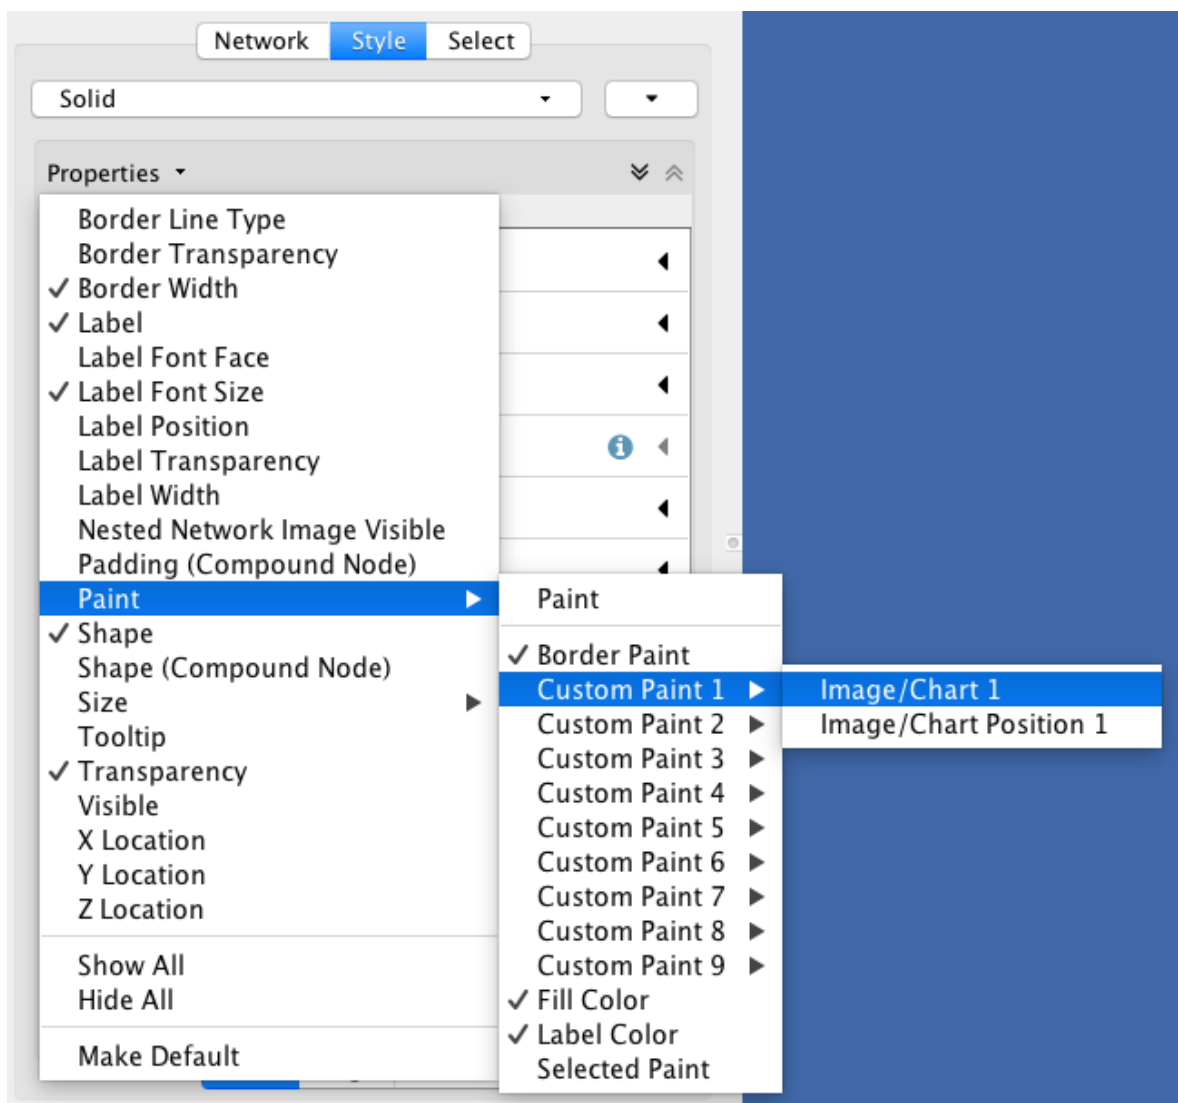 Network Style Select
Solid
Properties
Border Line Type
Border Transparency
✓ Border Width
✓ Label
Label Font Face
✓ Label Font Size
Label Position
Label Transparency
Label Width
Nested Network Image Visible
Padding (Compound Node)
Paint
✓ Shape
Shape (Compound Node)
Size
Tooltip
✓ Transparency
Visible
X Location
Y Location
Z Location
Show All
Hide All
Make Default
Paint
✓ Border Paint
Custom Paint 1
Custom Paint 2
Custom Paint 3
Custom Paint 4
Custom Paint 5
Custom Paint 6
Custom Paint 7
Custom Paint 8
Custom Paint 9
✓ Fill Color
✓ Label Color
Selected Paint
Image/Chart 1
Image/Chart Position 1